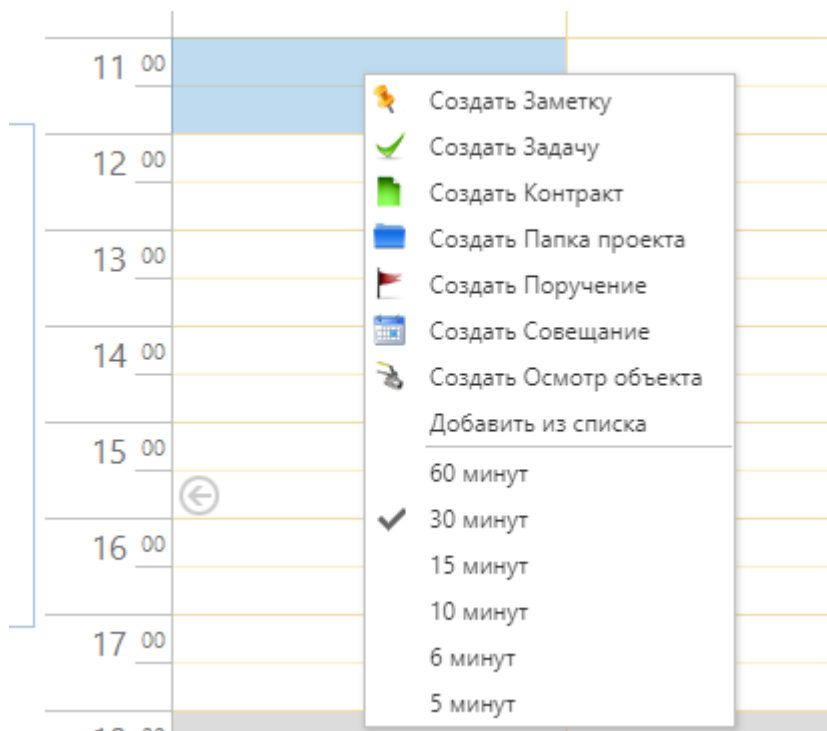 11 00
12 00
13 00
14 00
15 00
16 00
17 00
Создать Заметку
Создать Задачу
Создать Контракт
Создать Папка проекта
Создать Поручение
Создать Совещание
Создать Осмотр объекта
Добавить из списка
60 минут
30 минут
15 минут
10 минут
6 минут
5 минут